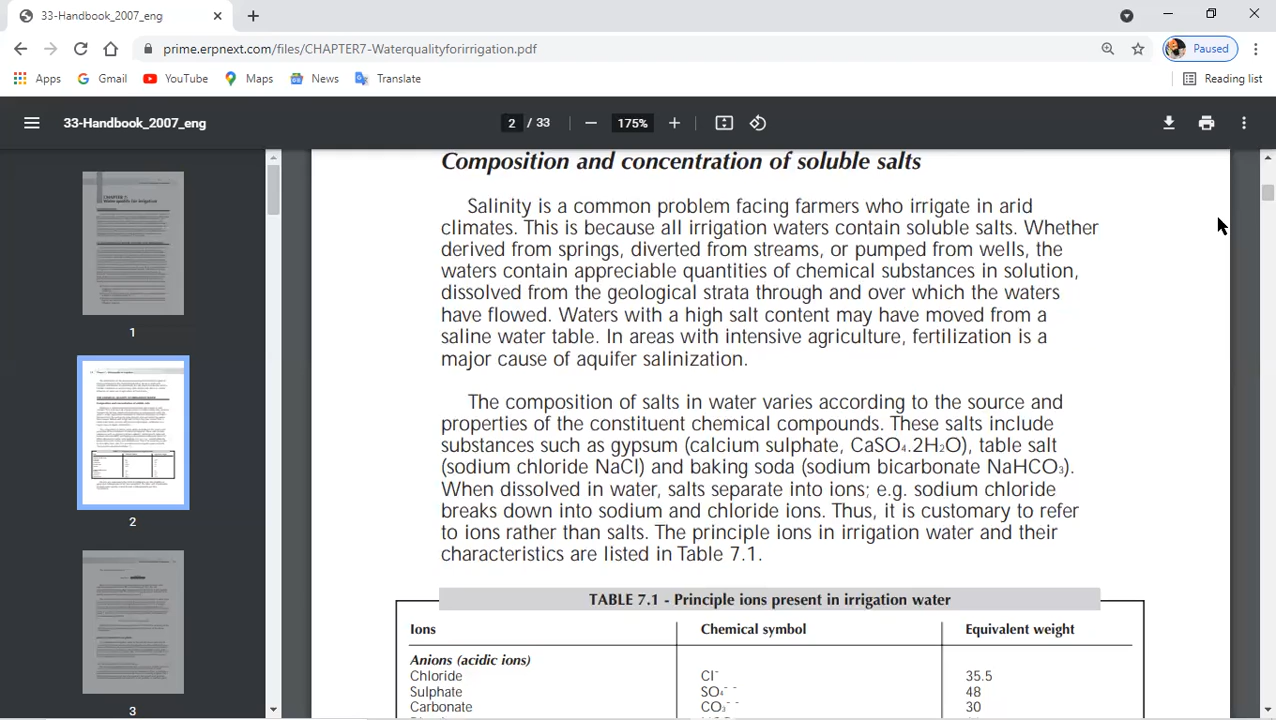 33-Handbook_2007_eng
prime.erpnext.com/files/CHAPTER7-Waterqualityforirrigation.pdf
Paused
Apps
Gmail
YouTube
Maps
News
Translate
Reading list
33-Handbook_2007_eng
2 / 33
175%
1
2
3
Composition and concentration of soluble salts
Salinity is a common problem facing farmers who irrigate in arid
climates. This is because all irrigation waters contain soluble salts. Whether
derived from springs, diverted from streams, or pumped from wells, the
waters contain appreciable quantities of chemical substances in solution,
dissolved from the geological strata through and over which the waters
have flowed. Waters with a high salt content may have moved from a
saline water table. In areas with intensive agriculture, fertilization is a
major cause of aquifer salinization.
The composition of salts in water varies according to the source and
properties of the constituent chemical compounds. These salts include
substances such as gypsum (calcium sulphate, CaSO₄.2H₂O), table salt
(sodium chloride NaCl) and baking soda (sodium bicarbonate NaHCO₃).
When dissolved in water, salts separate into ions; e.g. sodium chloride
breaks down into sodium and chloride ions. Thus, it is customary to refer
to ions rather than salts. The principle ions in irrigation water and their
characteristics are listed in Table 7.1.
TABLE 7.1 - Principle ions present in irrigation water
Ions Chemical symbol Equivalent weight
Anions (acidic ions)
Chloride Cl⁻ 35.5
Sulphate SO₄⁻⁻ 48
Carbonate CO₃⁻⁻ 30